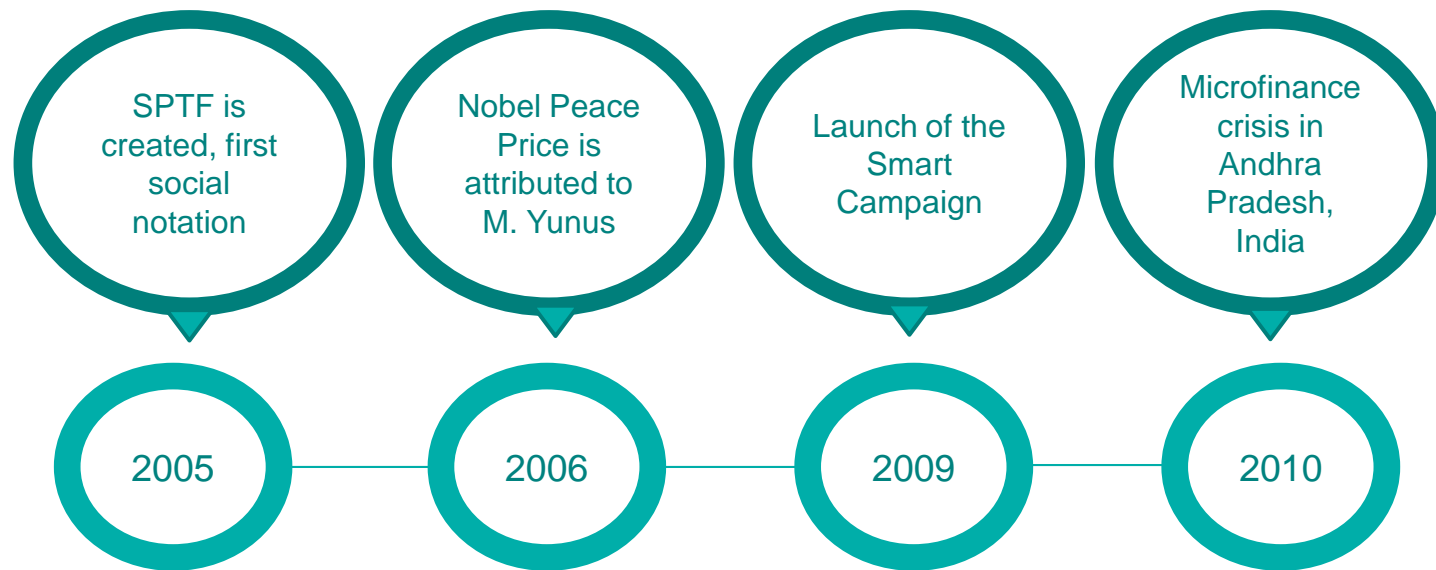 SPTF is
created, first
social
notation
Nobel Peace
Price is
attributed to
M. Yunus
Launch of the
Smart
Campaign
Microfinance
crisis in
Andhra
Pradesh,
India
2005
2006
2009
2010